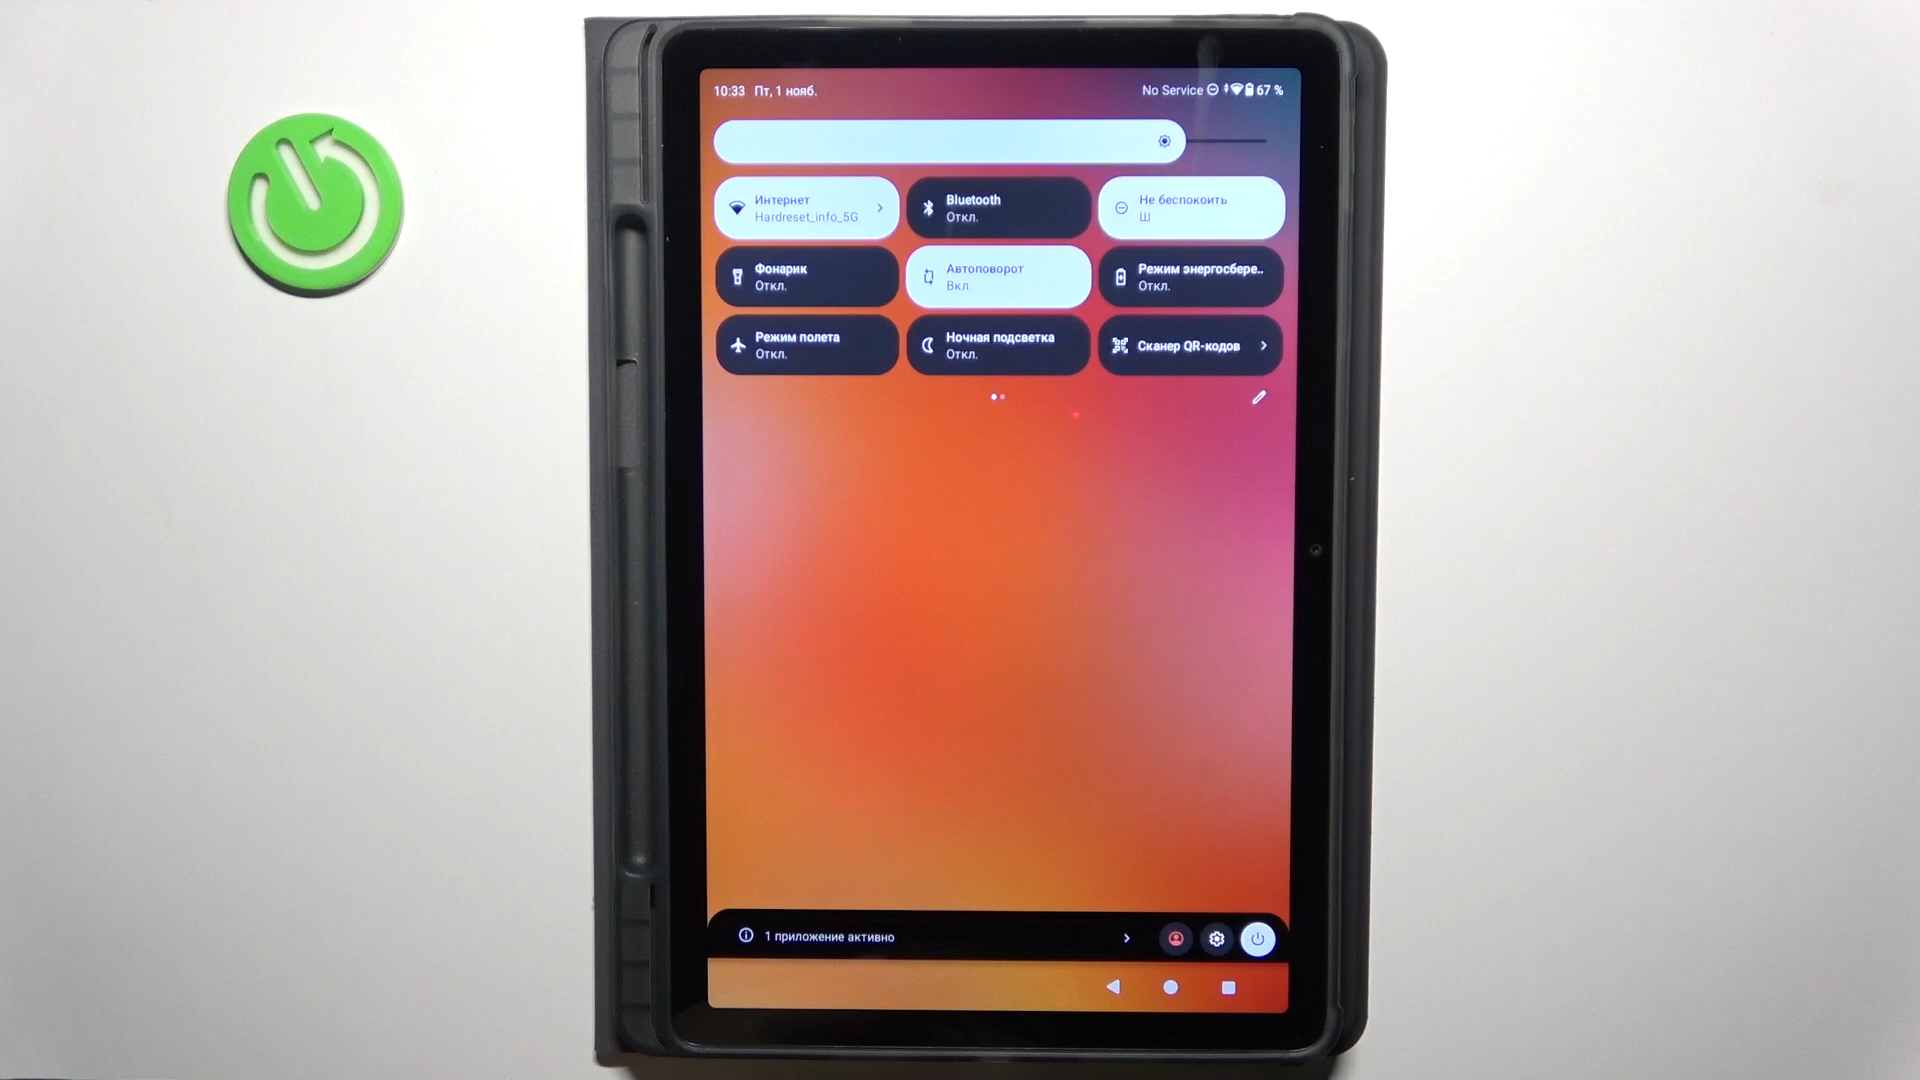 10:33 Пт, 1 нояб.
No Service 67 %
Интернет
Hardreset_info_5G
Bluetooth
Откл.
Не беспокоить
Ш
Фонарик
Откл.
Автоповорот
Вкл.
Режим энергосбере..
Откл.
Режим полета
Откл.
Ночная подсветка
Откл.
Сканер QR-кодов
1 приложение активно